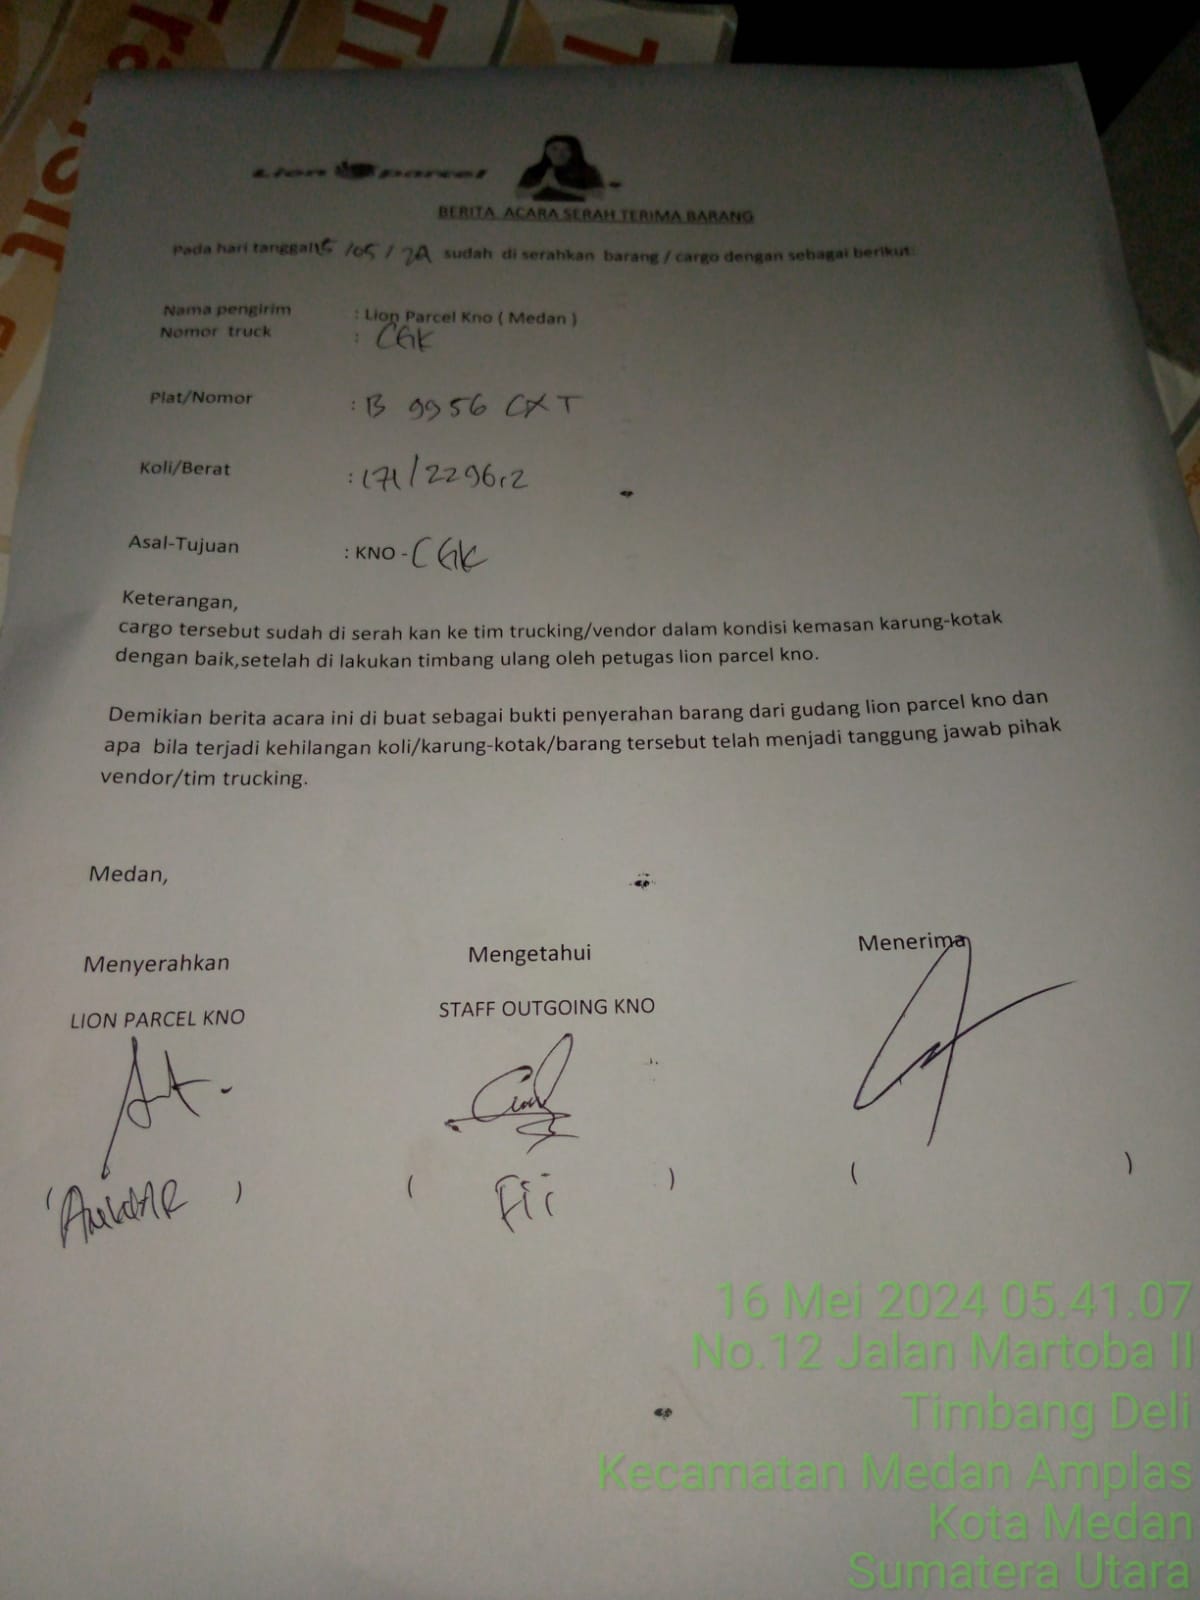 Lion parcel
BERITA ACARA SERAH TERIMA BARANG
Pada hari tanggal 15 /05 / 24 sudah di serahkan barang / cargo dengan sebagai berikut:
Nama pengirim : Lion Parcel Kno ( Medan )
Nomor truck : CGK
Plat/Nomor : B 9956 CXT
Koli/Berat : 171/2296,2
Asal-Tujuan : KNO - CGK
Keterangan,
cargo tersebut sudah di serah kan ke tim trucking/vendor dalam kondisi kemasan karung-kotak
dengan baik,setelah di lakukan timbang ulang oleh petugas lion parcel kno.
Demikian berita acara ini di buat sebagai bukti penyerahan barang dari gudang lion parcel kno dan
apa bila terjadi kehilangan koli/karung-kotak/barang tersebut telah menjadi tanggung jawab pihak
vendor/tim trucking.
Medan,
Menyerahkan Mengetahui Menerima
LION PARCEL KNO STAFF OUTGOING KNO
( ) ( ) ( )
16 Mei 2024 05.41.07
No.12 Jalan Martoba II
Timbang Deli
Kecamatan Medan Amplas
Kota Medan
Sumatera Utara